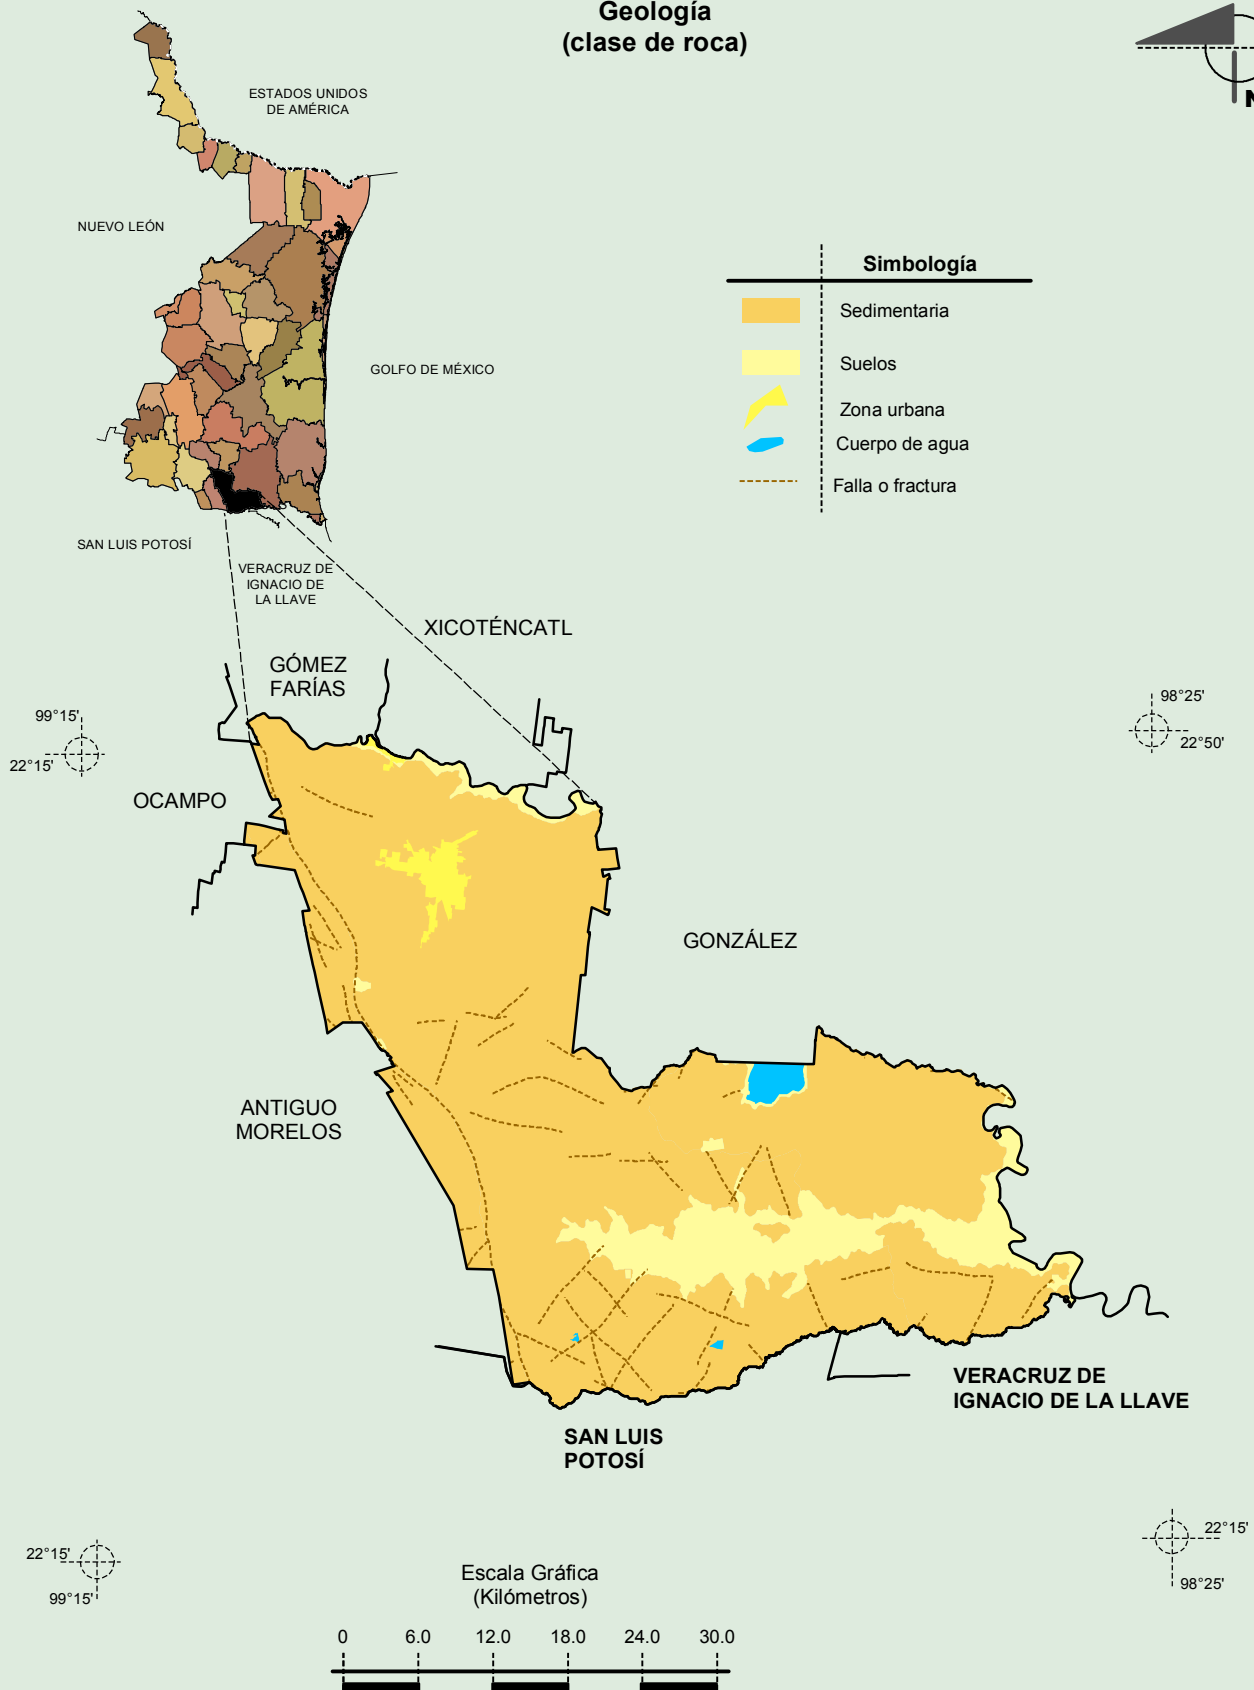 Geología
(clase de roca)
N
ESTADOS UNIDOS
DE AMÉRICA
NUEVO LEÓN
GOLFO DE MÉXICO
SAN LUIS POTOSÍ
VERACRUZ DE
IGNACIO DE
LA LLAVE
Simbología
Sedimentaria
Suelos
Zona urbana
Cuerpo de agua
Falla o fractura
XICOTÉNCATL
GÓMEZ
FARÍAS
99°15'
22°15'
98°25'
22°50'
OCAMPO
GONZÁLEZ
ANTIGUO
MORELOS
VERACRUZ DE
IGNACIO DE LA LLAVE
SAN LUIS
POTOSÍ
22°15'
99°15'
22°15'
98°25'
Escala Gráfica
(Kilómetros)
0 6.0 12.0 18.0 24.0 30.0